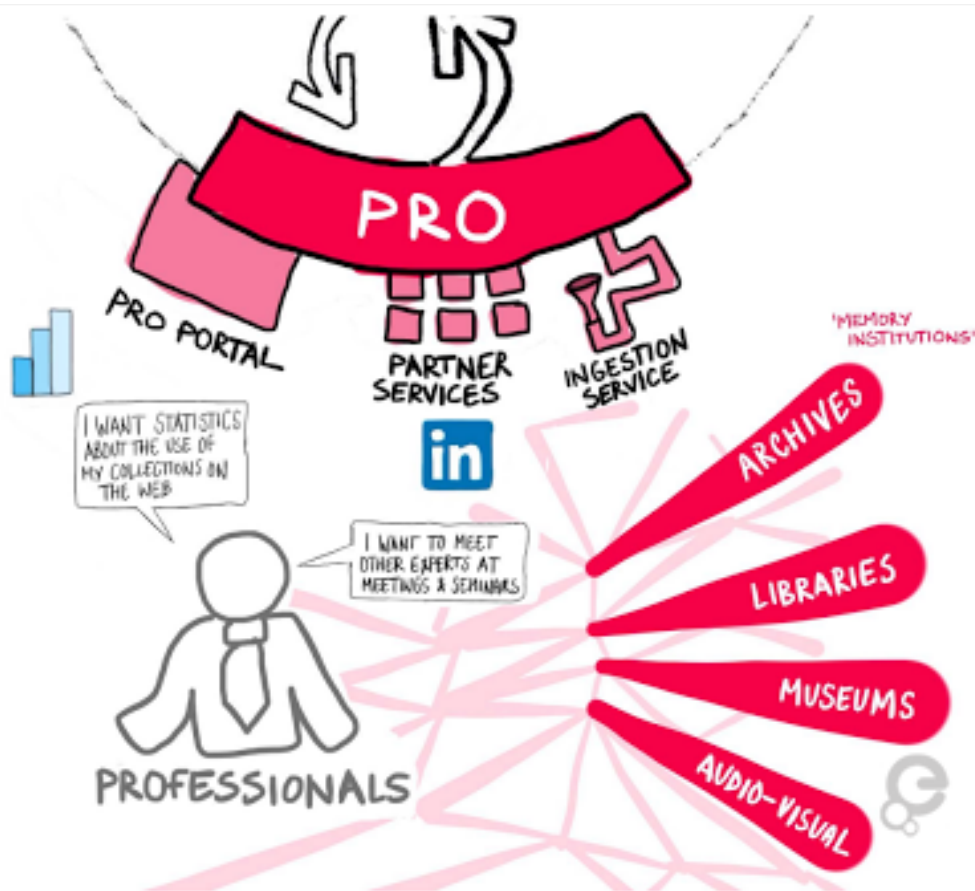 PRO
PRO PORTAL
PARTNER
SERVICES
INGESTION
SERVICE
'MEMORY
INSTITUTIONS'
I WANT STATISTICS
ABOUT THE USE OF
MY COLLECTIONS ON
THE WEB
in
I WANT TO MEET
OTHER EXPERTS AT
MEETINGS & SEMINARS
PROFESSIONALS
ARCHIVES
LIBRARIES
MUSEUMS
AUDIO-VISUAL
e